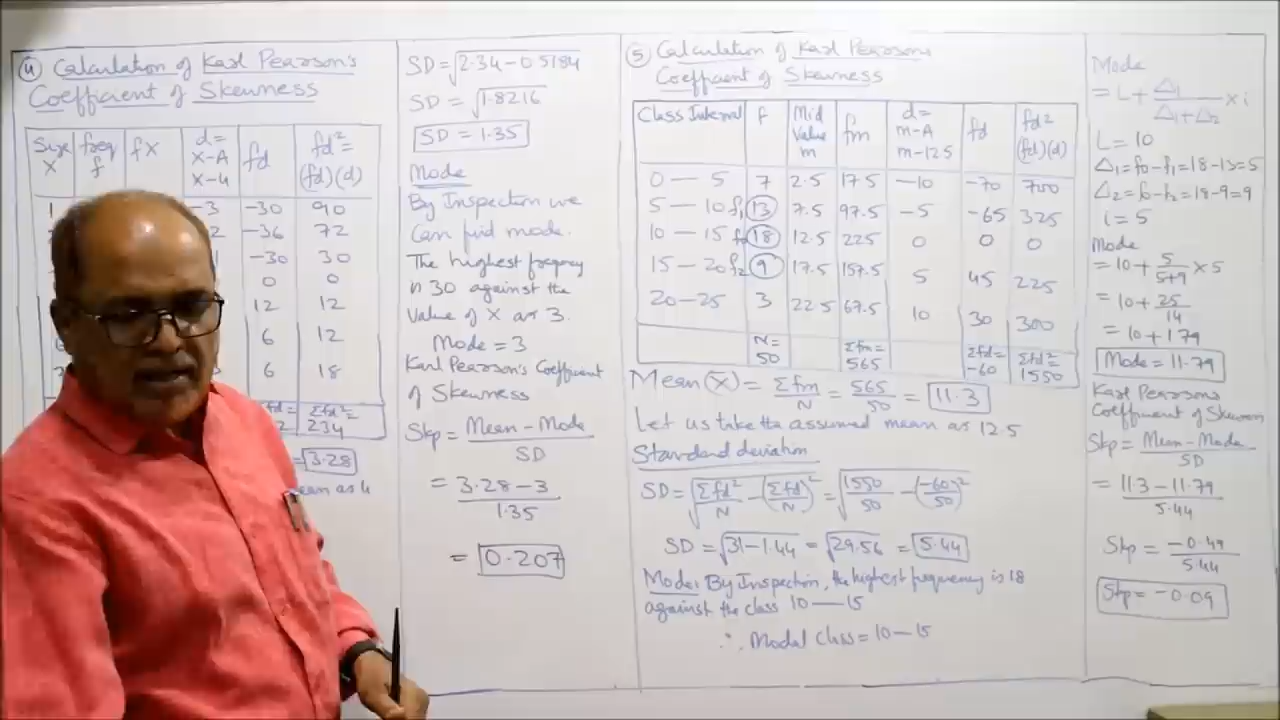 ④ Calculation of Karl Pearson's
Coefficient of Skewness
Size X | freq f | fX | d = X-A X-4 | fd | fd² = (fd)(d)
1 -3 -30 90
2 -36 72
1 -30 30
0 0
12 12
6 12
6 18
fd= Σfd² = 234
= 3.28
mean as 4
SD = √2.34-0.5184
SD = √1.8216
SD = 1.35
Mode
By Inspection we
Can find mode.
The highest freqency
is 30 against the
Value of X as 3.
Mode = 3
Karl Pearson's Coefficient
of Skewness
Skp = Mean - Mode / SD
= 3.28 - 3 / 1.35
= 0.207
⑤ Calculation of Karl Pearsons
Coefficient of Skewness
Class Interval | f | Mid Value m | fm | d = m-A m-12.5 | fd | fd² (fd)(d)
0 — 5 7 2.5 17.5 -10 -70 700
5 — 10 f₁ 13 7.5 97.5 -5 -65 325
10 — 15 f₀ 18 12.5 225 0 0 0
15 — 20 f₂ 9 17.5 157.5 5 45 225
20 — 25 3 22.5 67.5 10 30 300
N = 50 Σfm = 565 Σfd = -60 Σfd² = 1550
Mean (X̄) = Σfm / N = 565 / 50 = 11.3
Let us take the assumed mean as 12.5
Standard deviation
SD = √Σfd²/N - (Σfd/N)² = √1550/50 - (-60/50)²
SD = √31-1.44 = √29.56 = 5.44
Mode: By Inspection, the highest frequency is 18
against the class 10 — 15
∴ Modal Class = 10 — 15
Mode
= L + Δ₁ / Δ₁+Δ₂ × i
L = 10
Δ₁ = f₀-f₁ = 18-13 = 5
Δ₂ = f₀-f₂ = 18-9 = 9
i = 5
Mode
= 10 + 5 / 5+9 × 5
= 10 + 25 / 14
= 10 + 1.79
Mode = 11.79
Karl Pearsons
Coefficient of Skewness
Skp = Mean - Mode / SD
= 11.3 - 11.79 / 5.44
Skp = -0.49 / 5.44
Skp = -0.09